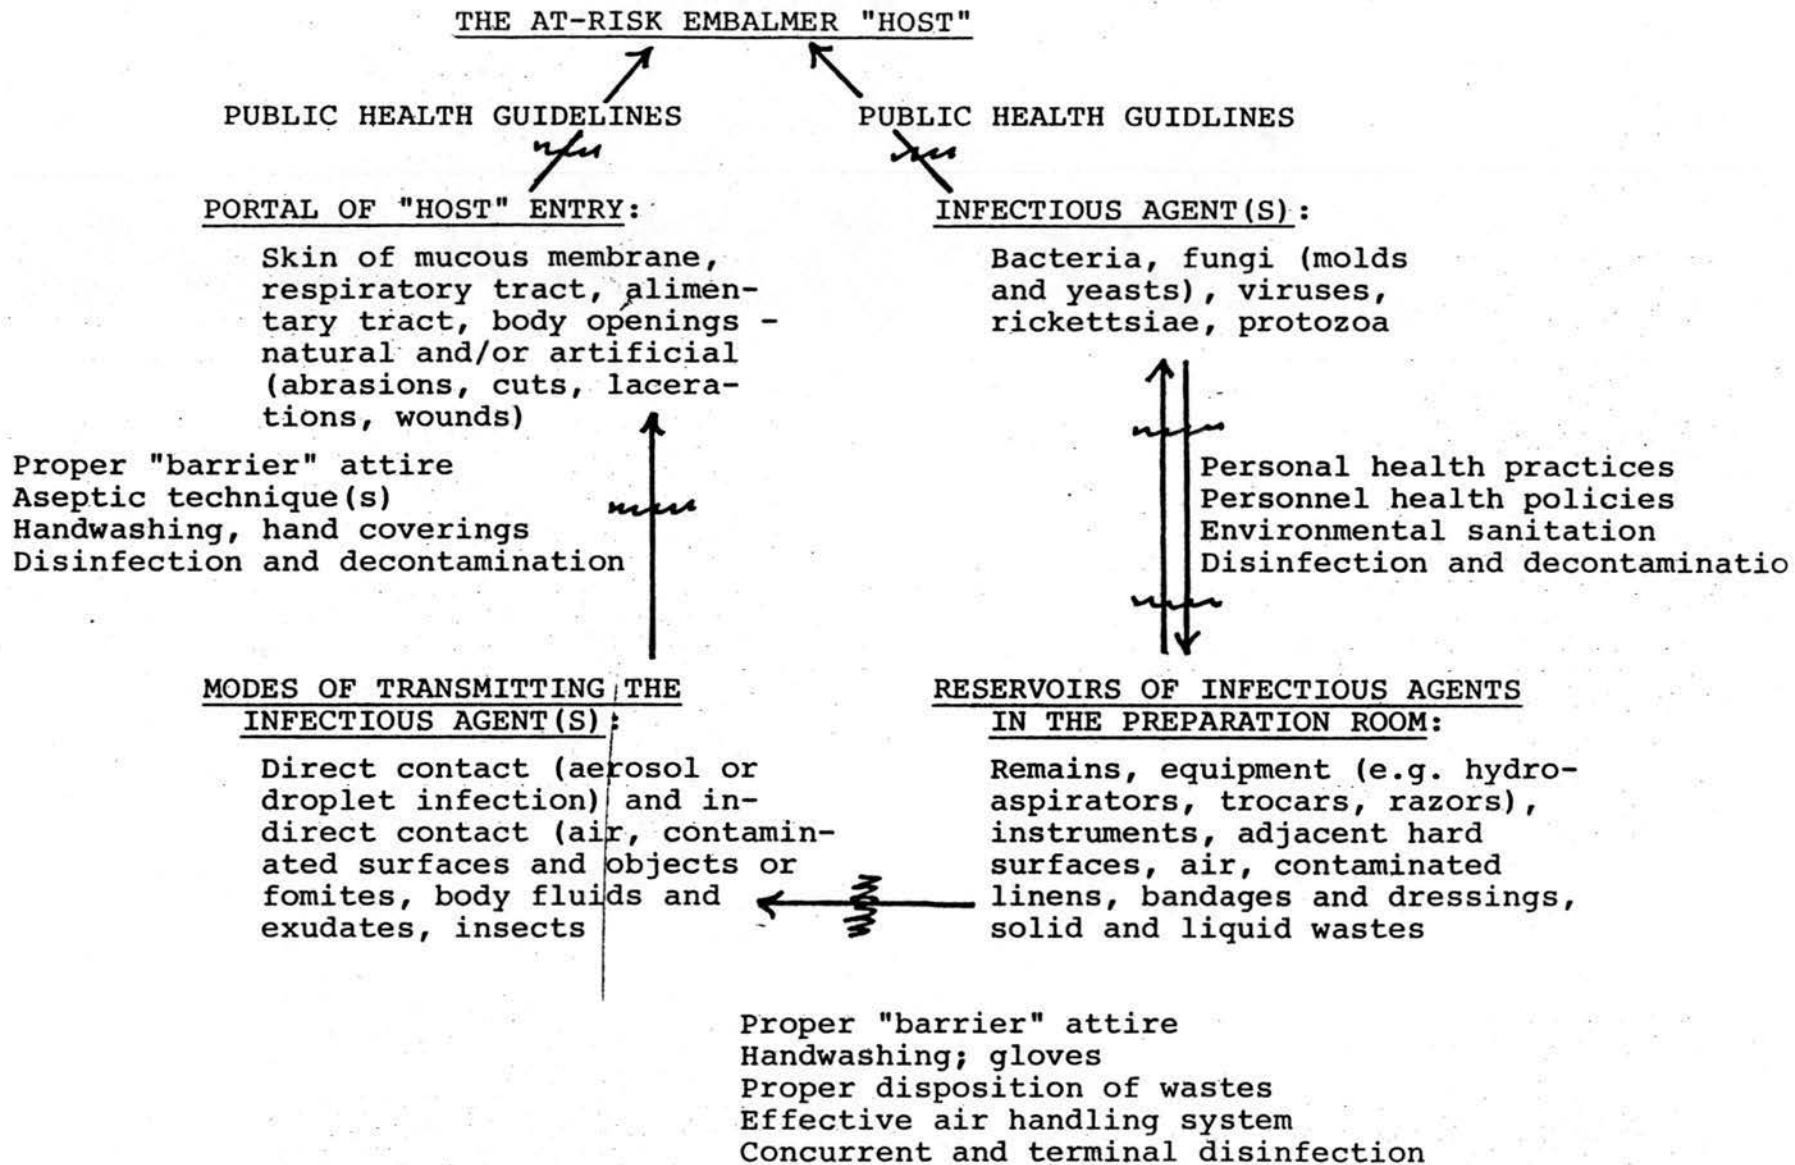 THE AT-RISK EMBALMER "HOST"
PUBLIC HEALTH GUIDELINES
PUBLIC HEALTH GUIDLINES
PORTAL OF "HOST" ENTRY:
Skin of mucous membrane,
respiratory tract, alimen-
tary tract, body openings -
natural and/or artificial
(abrasions, cuts, lacera-
tions, wounds)
INFECTIOUS AGENT(S):
Bacteria, fungi (molds
and yeasts), viruses,
rickettsiae, protozoa
Proper "barrier" attire
Aseptic technique(s)
Handwashing, hand coverings
Disinfection and decontamination
Personal health practices
Personnel health policies
Environmental sanitation
Disinfection and decontaminatio
MODES OF TRANSMITTING THE
INFECTIOUS AGENT(S):
Direct contact (aerosol or
droplet infection) and in-
direct contact (air, contamin-
ated surfaces and objects or
fomites, body fluids and
exudates, insects
RESERVOIRS OF INFECTIOUS AGENTS
IN THE PREPARATION ROOM:
Remains, equipment (e.g. hydro-
aspirators, trocars, razors),
instruments, adjacent hard
surfaces, air, contaminated
linens, bandages and dressings,
solid and liquid wastes
Proper "barrier" attire
Handwashing; gloves
Proper disposition of wastes
Effective air handling system
Concurrent and terminal disinfection